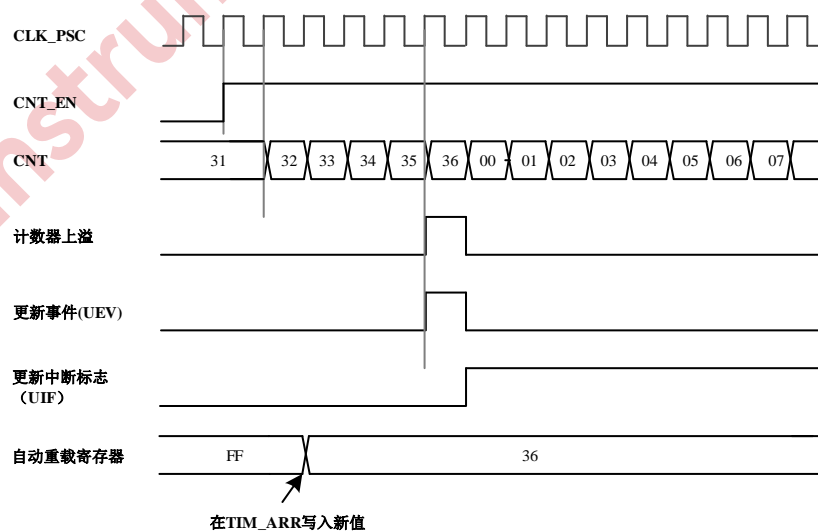 nstrum
CLK_PSC
CNT_EN
CNT
31 32 33 34 35 36 00 01 02 03 04 05 06 07
计数器上溢
更新事件(UEV)
更新中断标志
(UIF)
自动重载寄存器
FF 36
在TIM_ARR写入新值